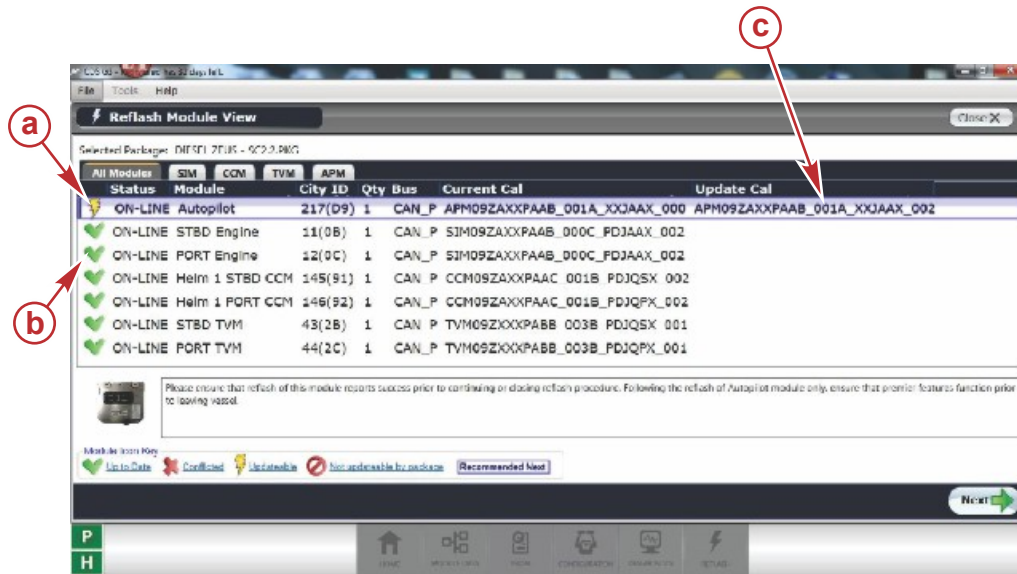 c
File Tools Help
Reflash Module View
Close X
a
Selected Package: DIESEL ZEUS - SC2.2.PKG
All Modules SIM CCM TVM APM
Status Module City ID Qty Bus Current Cal Update Cal
ON-LINE Autopilot 217(D9) 1 CAN_P APM09ZAXXPAAB_001A_XXJAAX_000 APM09ZAXXPAAB_001A_XXJAAX_002
ON-LINE STBD Engine 11(0B) 1 CAN_P SIM09ZAXXPAAB_000C_PDJAAX_002
ON-LINE PORT Engine 12(0C) 1 CAN_P SIM09ZAXXPAAB_000C_PDJAAX_002
ON-LINE Helm 1 STBD CCM 145(91) 1 CAN_P CCM09ZAXXPAAC_001B_PDJQSX_002
b
ON-LINE Helm 1 PORT CCM 146(92) 1 CAN_P CCM09ZAXXPAAC_001B_PDJQPX_002
ON-LINE STBD TVM 43(2B) 1 CAN_P TVM09ZXXXPABB_003B_PDJQSX_001
ON-LINE PORT TVM 44(2C) 1 CAN_P TVM09ZXXXPABB_003B_PDJQPX_001
Please ensure that reflash of this module reports success prior to continuing or closing reflash procedure. Following the reflash of Autopilot module only, ensure that premier features function prior
to leaving vessel.
Module Icon Key
Up to Date Conflicted Updateable Not updateable by package Recommended Next
Next
P
H
HOME CONFIGURATION REFLASH